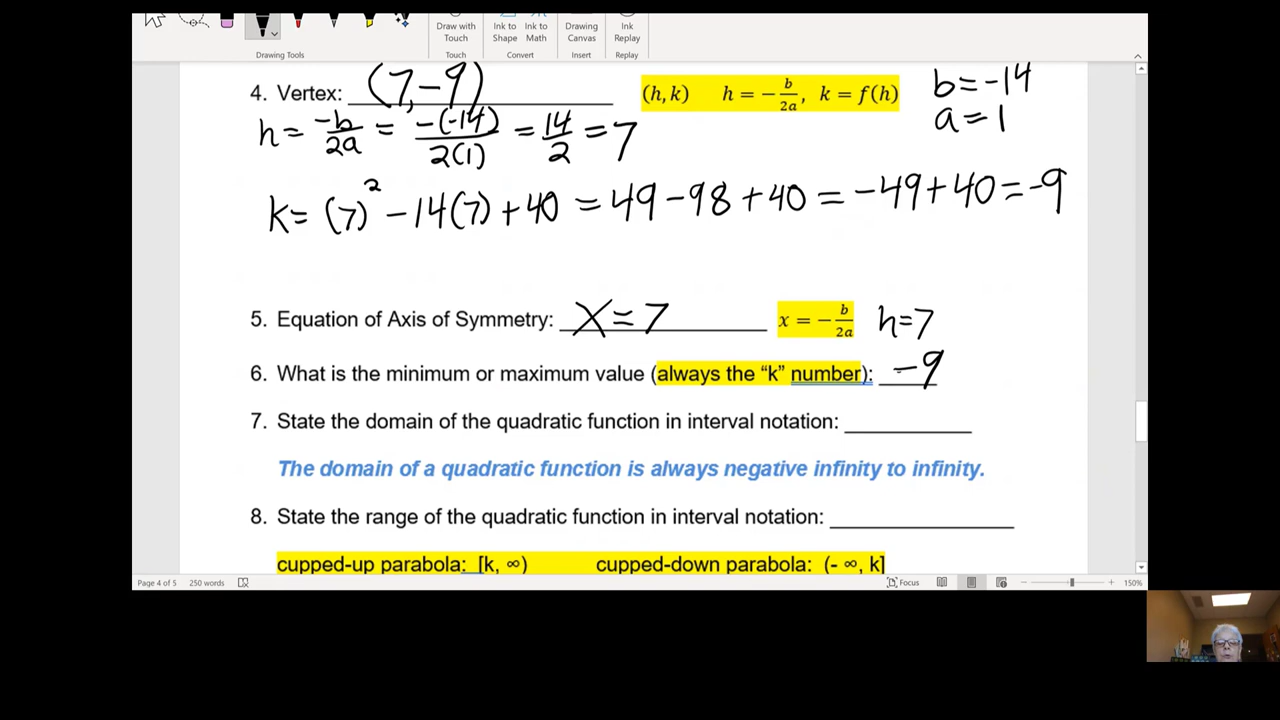 Draw with Touch
Ink to Shape
Ink to Math
Drawing Canvas
Ink Replay
Drawing Tools
Touch
Convert
Insert
Replay
4. Vertex: (7,-9) (h, k) h = -b/2a, k = f(h) b=-14
a=1
h= -b/2a = -(-14)/2(1) = 14/2 = 7
k= (7)² -14(7) + 40 = 49 -98 + 40 = -49+40 = -9
5. Equation of Axis of Symmetry: x=7 x = -b/2a h=7
6. What is the minimum or maximum value (always the “k” number): -9
7. State the domain of the quadratic function in interval notation:
The domain of a quadratic function is always negative infinity to infinity.
8. State the range of the quadratic function in interval notation:
cupped-up parabola: [k, ∞) cupped-down parabola: (- ∞, k]
Page 4 of 5 250 words Focus 150%